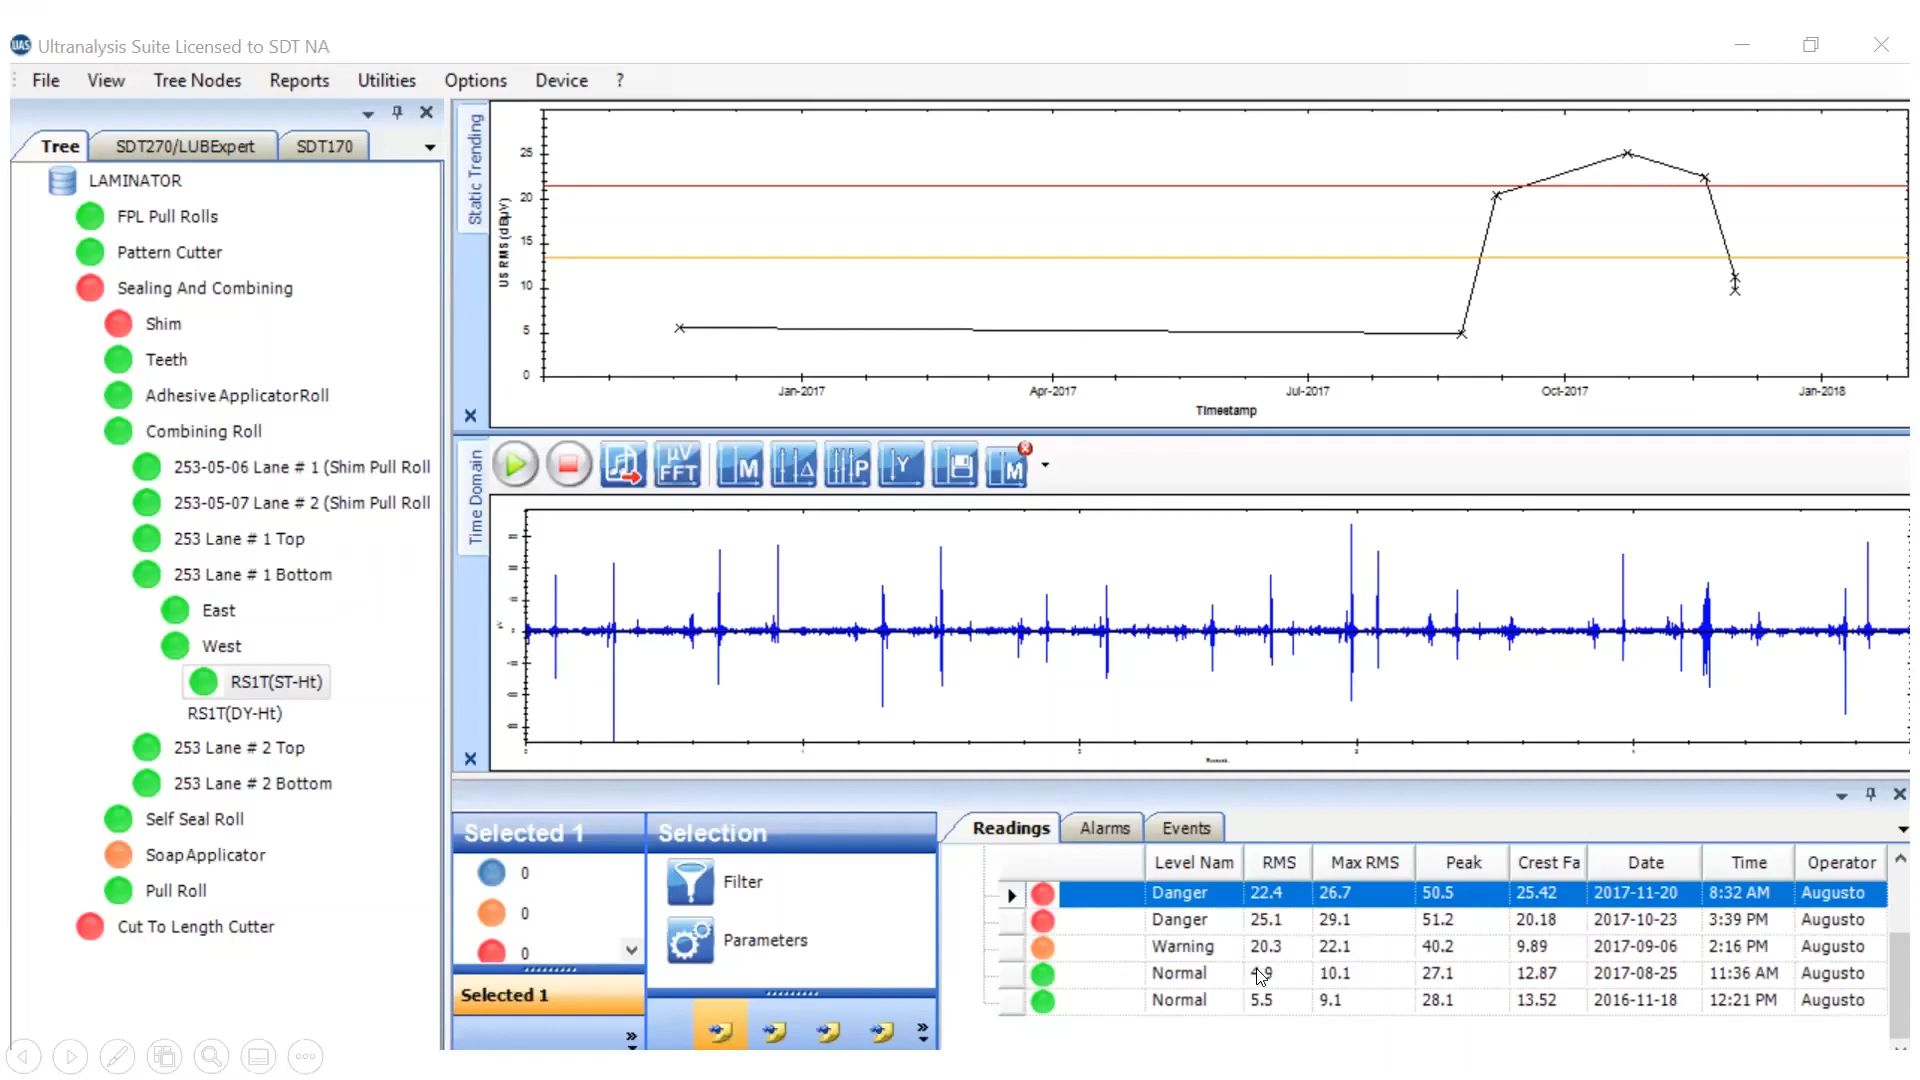 UAS Ultranalysis Suite Licensed to SDT NA
File View Tree Nodes Reports Utilities Options Device ?
Tree SDT270/LUBExpert SDT170
LAMINATOR
FPL Pull Rolls
Pattern Cutter
Sealing And Combining
Shim
Teeth
Adhesive ApplicatorRoll
Combining Roll
253-05-06 Lane # 1 (Shim Pull Roll
253-05-07 Lane # 2 (Shim Pull Roll
253 Lane # 1 Top
253 Lane # 1 Bottom
East
West
RS1T(ST-Ht)
RS1T(DY-Ht)
253 Lane # 2 Top
253 Lane # 2 Bottom
Self Seal Roll
Soap Applicator
Pull Roll
Cut To Length Cutter
Static Trending
US RMS (dBµV)
25
20
15
10
5
0
Jan-2017 Apr-2017 Jul-2017 Oct-2017 Jan-2018
Timestamp
Time Domain
µV FFT M Δ P Y M
Selected 1
0
0
0
Selected 1
Selection
Filter
Parameters
Readings Alarms Events
Level Nam RMS Max RMS Peak Crest Fa Date Time Operator
Danger 22.4 26.7 50.5 25.42 2017-11-20 8:32 AM Augusto
Danger 25.1 29.1 51.2 20.18 2017-10-23 3:39 PM Augusto
Warning 20.3 22.1 40.2 9.89 2017-09-06 2:16 PM Augusto
Normal 10.1 27.1 12.87 2017-08-25 11:36 AM Augusto
Normal 5.5 9.1 28.1 13.52 2016-11-18 12:21 PM Augusto